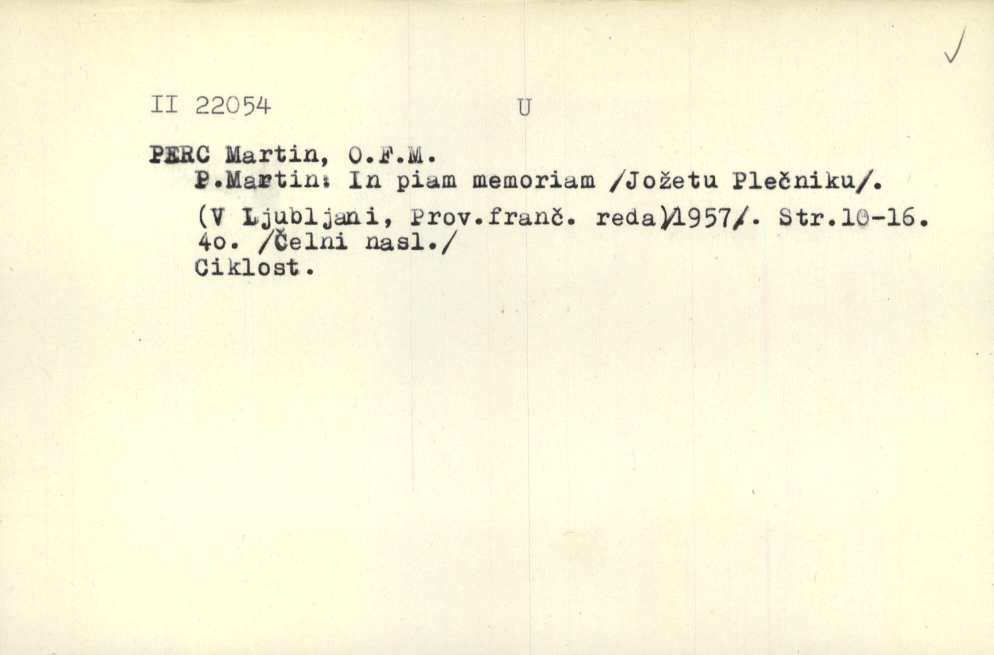 II 22054 U
PERC Martin, O.F.M.
P.Martin: In piam memoriam /Jožetu Plečniku/.
(V Ljubljani, Prov.franč. reda)/1957/. Str.10-16.
4o. /Čelni nasl./
Ciklost.